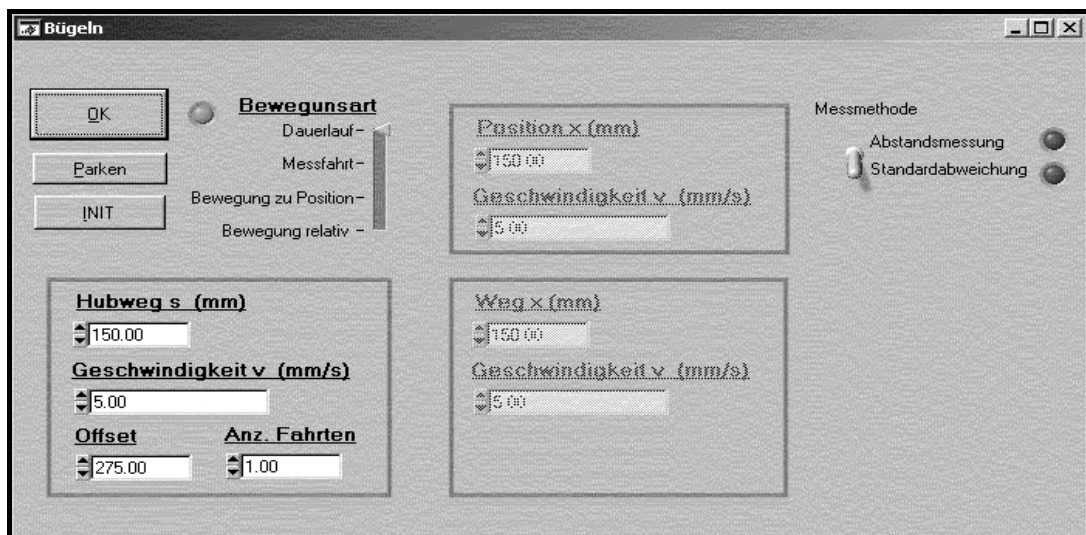 Bügeln
OK
Parken
INIT
Bewegunsart
Dauerlauf
Messfahrt
Bewegung zu Position
Bewegung relativ
Position x (mm)
150.00
Geschwindigkeit v (mm/s)
5.00
Messmethode
Abstandsmessung
Standardabweichung
Hubweg s (mm)
150.00
Geschwindigkeit v (mm/s)
5.00
Offset Anz. Fahrten
275.00 1.00
Weg x (mm)
150.00
Geschwindigkeit v (mm/s)
5.00